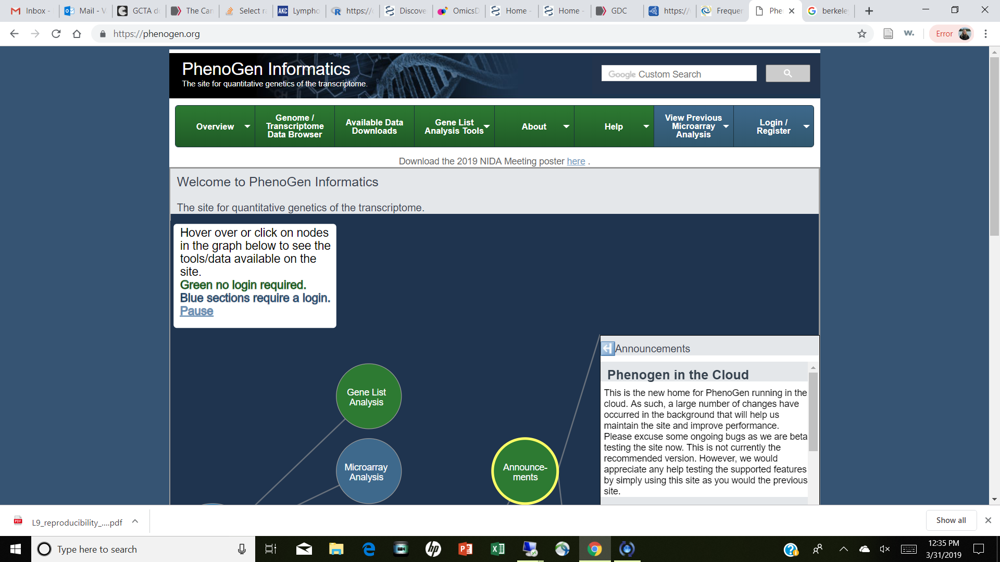 Inbox -
Mail - V
GCTA d
The Can
Select r
AKC Lympho
https://
Discove
OmicsD
Home -
Home -
GDC
https://
Frequen
Phe
berkele
https://phenogen.org
w.
Error
PhenoGen Informatics
The site for quantitative genetics of the transcriptome.
Google Custom Search
Overview
Genome /
Transcriptome
Data Browser
Available Data
Downloads
Gene List
Analysis Tools
About
Help
View Previous
Microarray
Analysis
Login /
Register
Download the 2019 NIDA Meeting poster here .
Welcome to PhenoGen Informatics
The site for quantitative genetics of the transcriptome.
Hover over or click on nodes
in the graph below to see the
tools/data available on the
site.
Green no login required.
Blue sections require a login.
Pause
Gene List
Analysis
Microarray
Analysis
Announce-
ments
Announcements
Phenogen in the Cloud
This is the new home for PhenoGen running in the
cloud. As such, a large number of changes have
occurred in the background that will help us
maintain the site and improve performance.
Please excuse some ongoing bugs as we are beta
testing the site now. This is not currently the
recommended version. However, we would
appreciate any help testing the supported features
by simply using this site as you would the previous
site.
PDF
L9_reproducibility_....pdf
Show all
Type here to search
hp
12:35 PM
3/31/2019